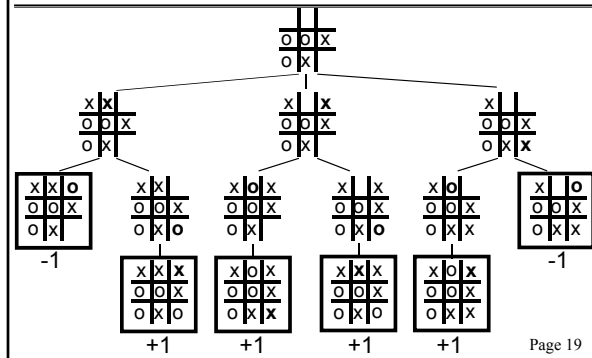 o o x
o x
x x x x x
o o x o o x o o x
o x o x o x x
x x o x x x o x x x x o x o
o o x o o x o o x o o x o o x o o x
o x o x o o x o x o o x x o x x
-1 -1
x x x x o x x x x x o x
o o x o o x o o x o o x
o x o o x x o x o o x x
+1 +1 +1 +1
Page 19